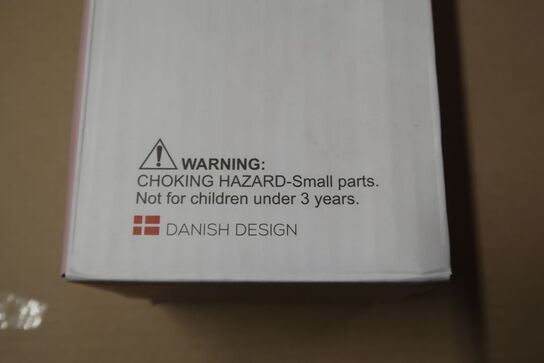 WARNING:
CHOKING HAZARD-Small parts.
Not for children under 3 years.
DANISH DESIGN